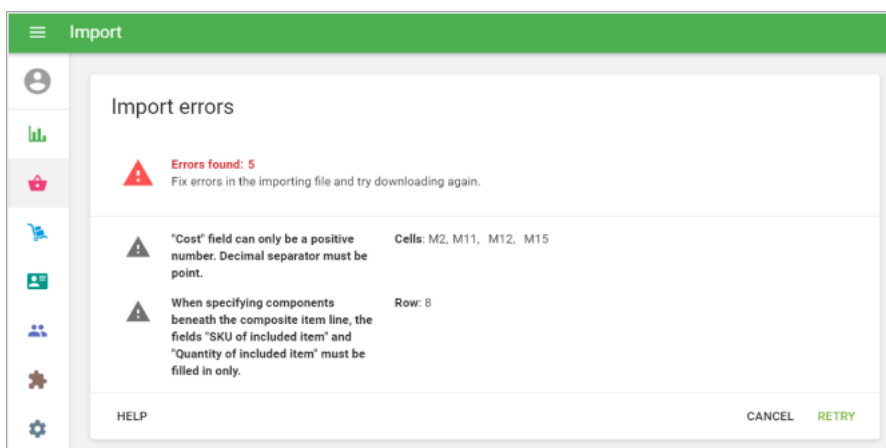 Import
Import errors
Errors found: 5
Fix errors in the importing file and try downloading again.
"Cost" field can only be a positive
number. Decimal separator must be
point.
Cells: M2, M11, M12, M15
When specifying components
beneath the composite item line, the
fields "SKU of included item" and
"Quantity of included item" must be
filled in only.
Row: 8
HELP
CANCEL
RETRY